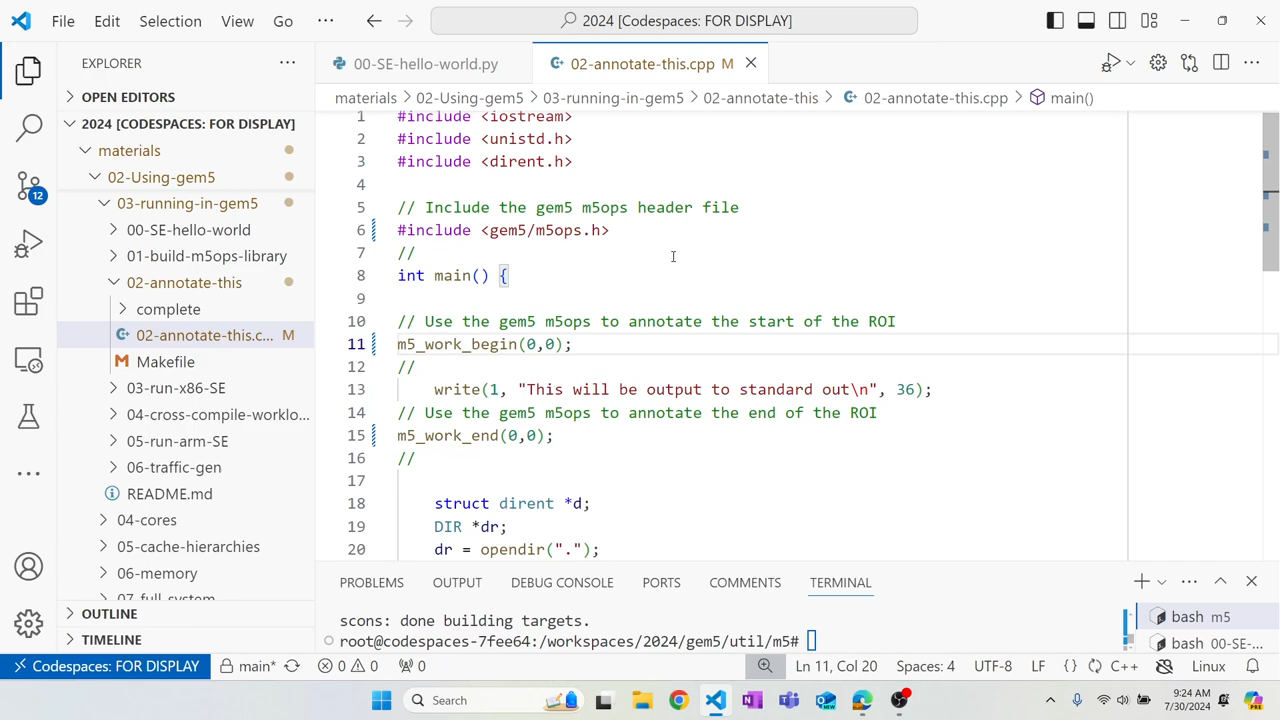 File Edit Selection View Go ··· 2024 [Codespaces: FOR DISPLAY]
EXPLORER
OPEN EDITORS
2024 [CODESPACES: FOR DISPLAY]
materials
02-Using-gem5
03-running-in-gem5
00-SE-hello-world
01-build-m5ops-library
02-annotate-this
complete
02-annotate-this.c... M
Makefile
03-run-x86-SE
04-cross-compile-worklo...
05-run-arm-SE
06-traffic-gen
README.md
04-cores
05-cache-hierarchies
06-memory
07-full_system
OUTLINE
TIMELINE
12
00-SE-hello-world.py 02-annotate-this.cpp M
materials > 02-Using-gem5 > 03-running-in-gem5 > 02-annotate-this > 02-annotate-this.cpp > main()
1 #include <iostream>
2 #include <unistd.h>
3 #include <dirent.h>
4
5 // Include the gem5 m5ops header file
6 #include <gem5/m5ops.h>
7 //
8 int main() {
9
10 // Use the gem5 m5ops to annotate the start of the ROI
11 m5_work_begin(0,0);
12 //
13 write(1, "This will be output to standard out\n", 36);
14 // Use the gem5 m5ops to annotate the end of the ROI
15 m5_work_end(0,0);
16 //
17
18 struct dirent *d;
19 DIR *dr;
20 dr = opendir(".");
PROBLEMS OUTPUT DEBUG CONSOLE PORTS COMMENTS TERMINAL
scons: done building targets.
root@codespaces-7fee64:/workspaces/2024/gem5/util/m5#
bash m5
bash 00-SE-...
Codespaces: FOR DISPLAY main* 0 0 0 Ln 11, Col 20 Spaces: 4 UTF-8 LF {} C++ Linux
Search
9:24 AM
7/30/2024